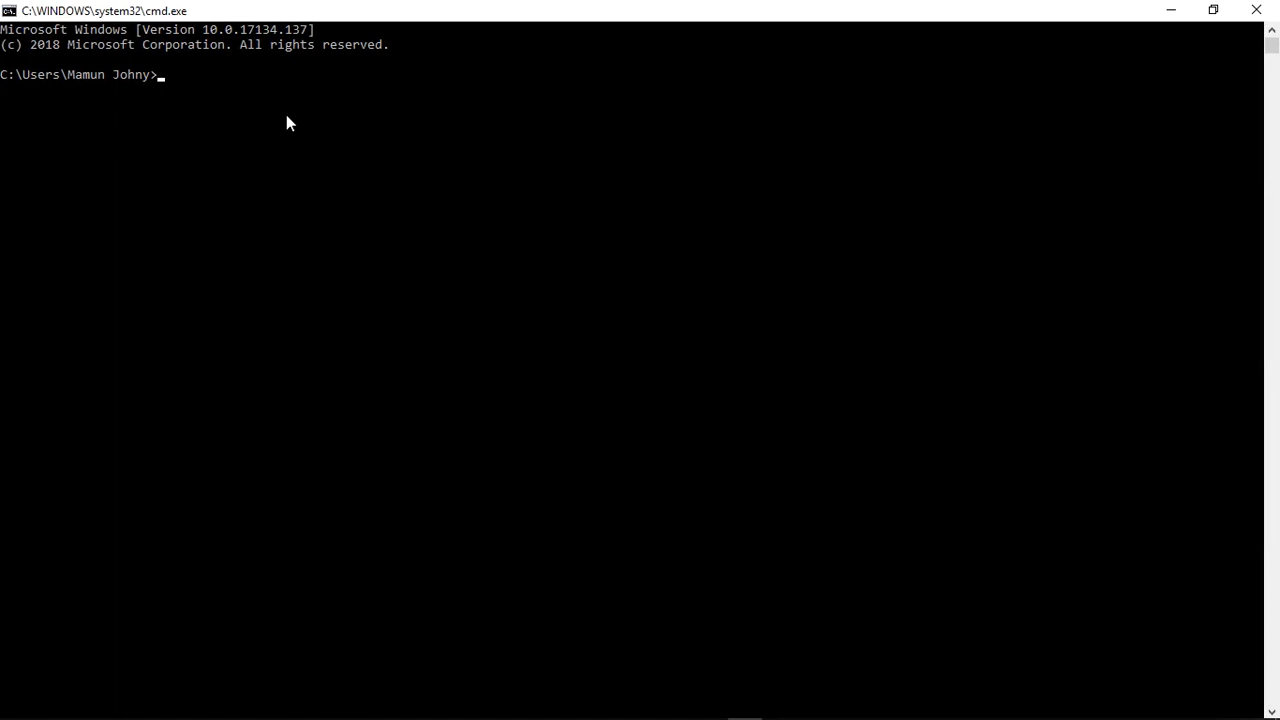 C:\WINDOWS\system32\cmd.exe
Microsoft Windows [Version 10.0.17134.137]
(c) 2018 Microsoft Corporation. All rights reserved.
C:\Users\Mamun Johny>